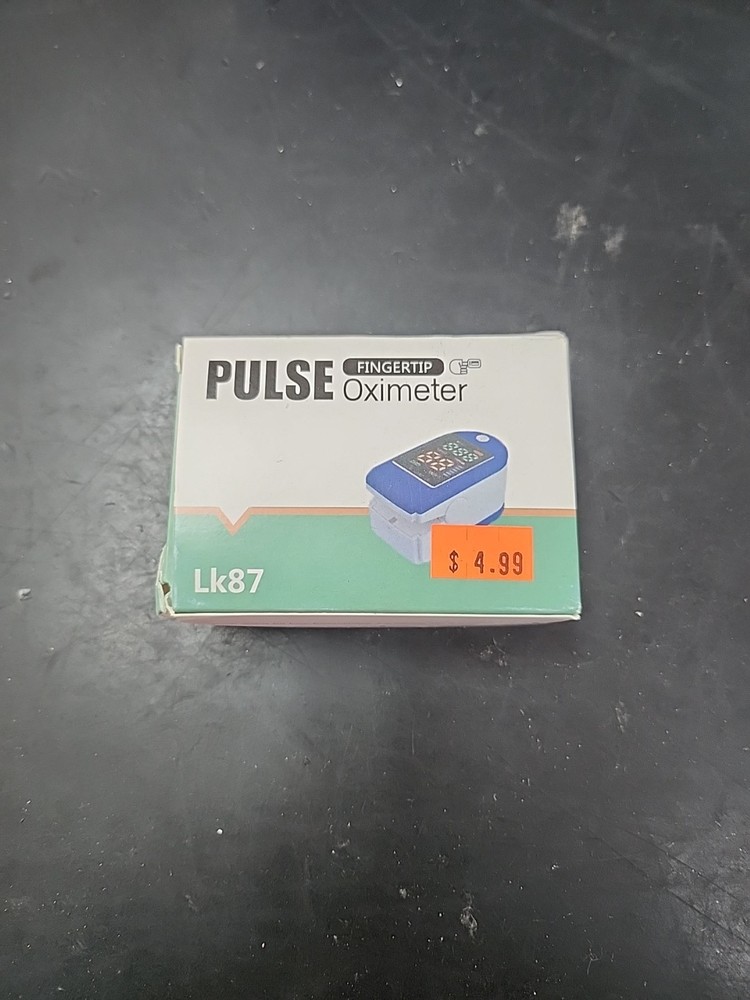 PULSE FINGERTIP
Oximeter
Lk87
$ 4.99